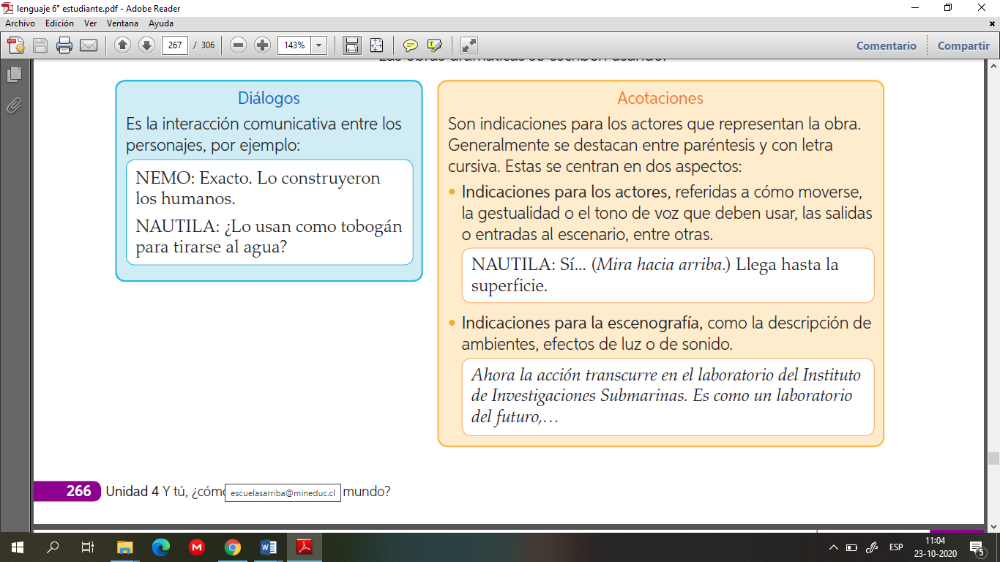 lenguaje 6° estudiante.pdf - Adobe Reader
Archivo Edición Ver Ventana Ayuda
267 / 306 143% Comentario Compartir
Las obras dramáticas se escriben usando:
Diálogos
Es la interacción comunicativa entre los
personajes, por ejemplo:
NEMO: Exacto. Lo construyeron
los humanos.
NAUTILA: ¿Lo usan como tobogán
para tirarse al agua?
Acotaciones
Son indicaciones para los actores que representan la obra.
Generalmente se destacan entre paréntesis y con letra
cursiva. Estas se centran en dos aspectos:
• Indicaciones para los actores, referidas a cómo moverse,
la gestualidad o el tono de voz que deben usar, las salidas
o entradas al escenario, entre otras.
NAUTILA: Sí... (Mira hacia arriba.) Llega hasta la
superficie.
• Indicaciones para la escenografía, como la descripción de
ambientes, efectos de luz o de sonido.
Ahora la acción transcurre en el laboratorio del Instituto
de Investigaciones Submarinas. Es como un laboratorio
del futuro,…
266 Unidad 4 Y tú, ¿cómo escuelasarriba@mineduc.cl mundo?
ESP
11:04
23-10-2020
5